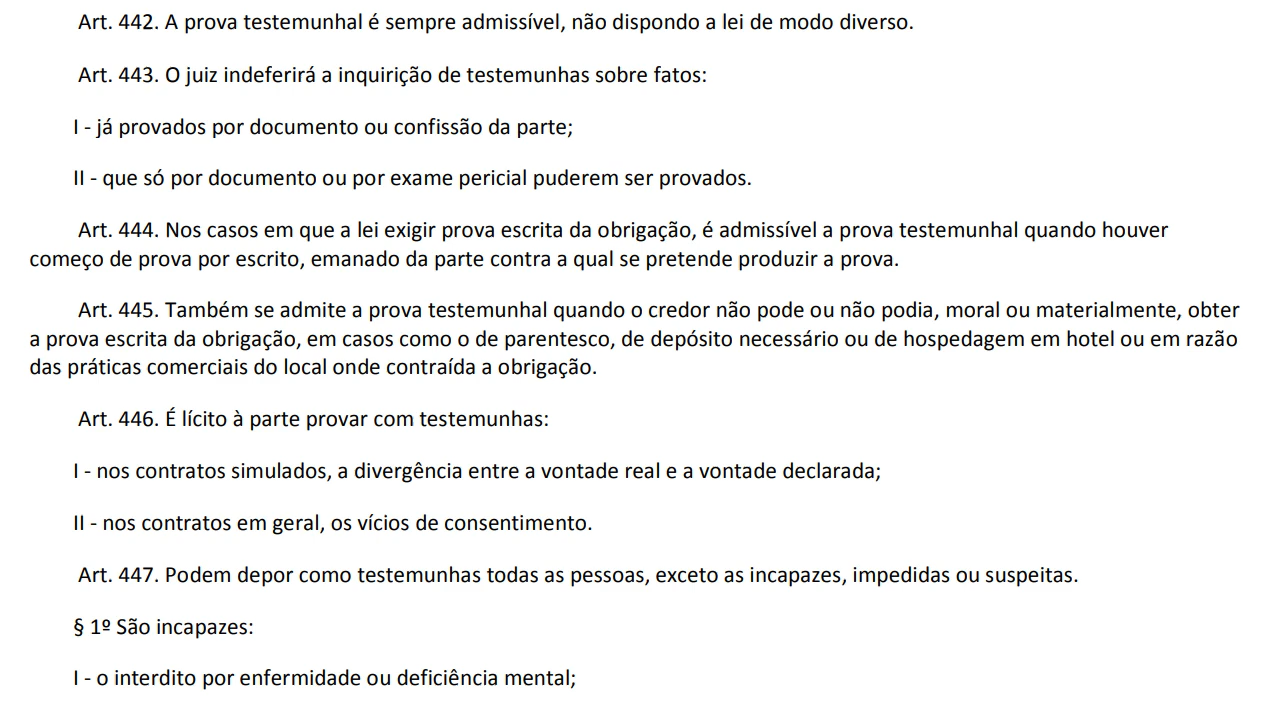 Art. 442. A prova testemunhal é sempre admissível, não dispondo a lei de modo diverso.
Art. 443. O juiz indeferirá a inquirição de testemunhas sobre fatos:
I - já provados por documento ou confissão da parte;
II - que só por documento ou por exame pericial puderem ser provados.
Art. 444. Nos casos em que a lei exigir prova escrita da obrigação, é admissível a prova testemunhal quando houver
começo de prova por escrito, emanado da parte contra a qual se pretende produzir a prova.
Art. 445. Também se admite a prova testemunhal quando o credor não pode ou não podia, moral ou materialmente, obter
a prova escrita da obrigação, em casos como o de parentesco, de depósito necessário ou de hospedagem em hotel ou em razão
das práticas comerciais do local onde contraída a obrigação.
Art. 446. É lícito à parte provar com testemunhas:
I - nos contratos simulados, a divergência entre a vontade real e a vontade declarada;
II - nos contratos em geral, os vícios de consentimento.
Art. 447. Podem depor como testemunhas todas as pessoas, exceto as incapazes, impedidas ou suspeitas.
§ 1º São incapazes:
I - o interdito por enfermidade ou deficiência mental;